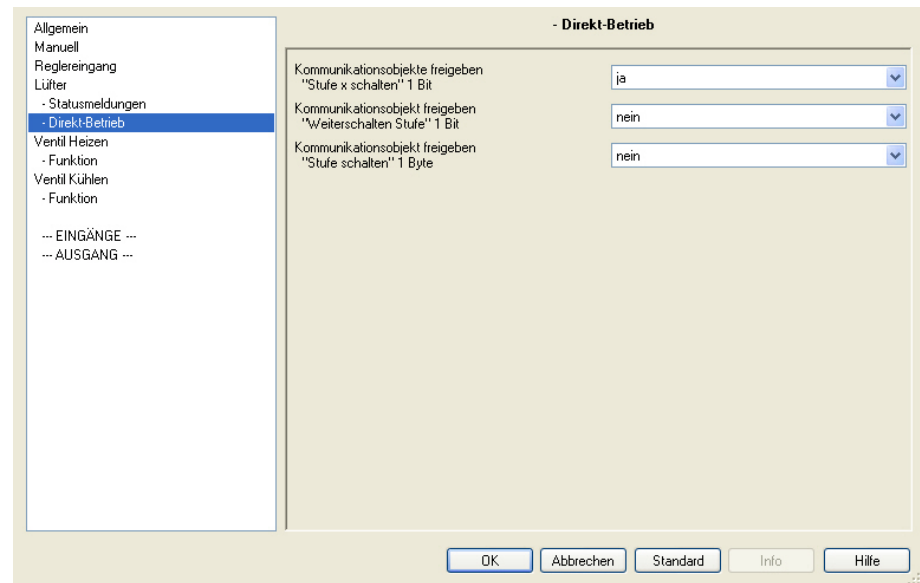 Allgemein
Manuell
Reglereingang
Lüfter
- Statusmeldungen
- Direkt-Betrieb
Ventil Heizen
- Funktion
Ventil Kühlen
- Funktion
--- EINGÄNGE ---
--- AUSGANG ---
- Direkt-Betrieb
Kommunikationsobjekte freigeben
"Stufe x schalten" 1 Bit
ja
Kommunikationsobjekt freigeben
"Weiterschalten Stufe" 1 Bit
nein
Kommunikationsobjekt freigeben
"Stufe schalten" 1 Byte
nein
OK
Abbrechen
Standard
Info
Hilfe